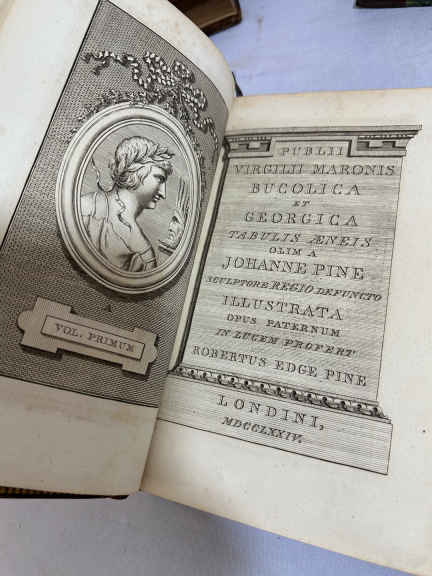 A
VOL. PRIMUM
PUBLII
VIRGILII MARONIS
BUCOLICA
ET
GEORGICA
TABULIS ÆNEIS
OLIM A
JOHANNE PINE
SCULPTORE REGIO DEFUNCTO
ILLUSTRATA
OPUS PATERNUM
IN LUCEM PROFERT
ROBERTUS EDGE PINE
LONDINI,
MDCCLXXIV.